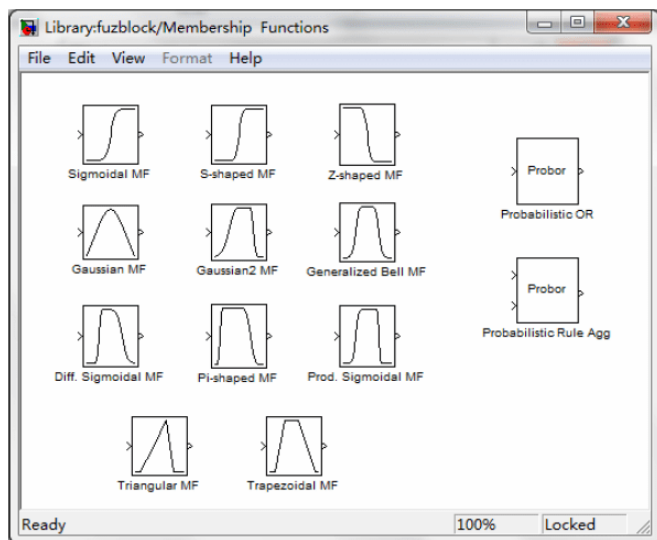 Library:fuzblock/Membership Functions
File Edit View Format Help
Sigmoidal MF
S-shaped MF
Z-shaped MF
Probor
Probabilistic OR
Gaussian MF
Gaussian2 MF
Generalized Bell MF
Probor
Probabilistic Rule Agg
Diff. Sigmoidal MF
Pi-shaped MF
Prod. Sigmoidal MF
Triangular MF
Trapezoidal MF
Ready 100% Locked